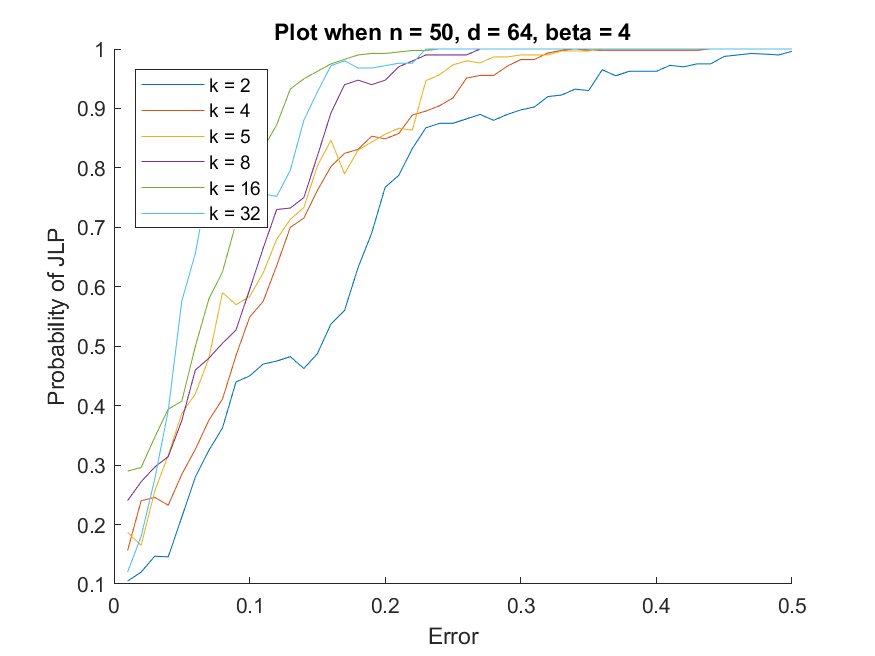 Plot when n = 50, d = 64, beta = 4
Probability of JLP
1
0.9
0.8
0.7
0.6
0.5
0.4
0.3
0.2
0.1
k = 2
k = 4
k = 5
k = 8
k = 16
k = 32
0
0.1
0.2
0.3
0.4
0.5
Error